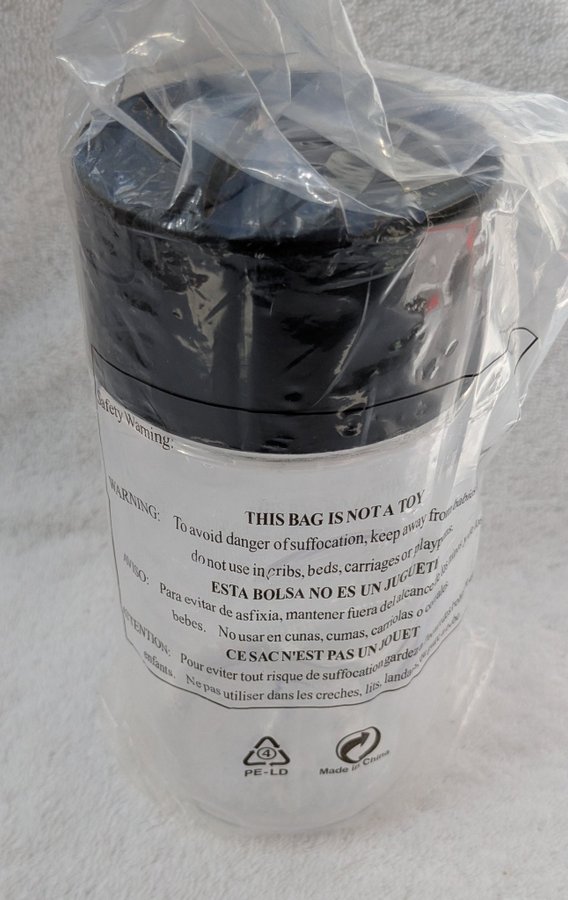 Safety Warning:
WARNING: THIS BAG IS NOT A TOY
To avoid danger of suffocation, keep away from babies
do not use in cribs, beds, carriages or playpens.
AVISO: ESTA BOLSA NO ES UN JUGUETE
Para evitar de asfixia, mantener fuera del alcance de los
bebes. No usar en cunas, cumas, carriolas o corrales.
ATTENTION: CE SAC N'EST PAS UN JOUET
Pour eviter tout risque de suffocation gardez
enfants. Ne pas utiliser dans les creches, lits, landaus,
4
PE-LD
Made in China